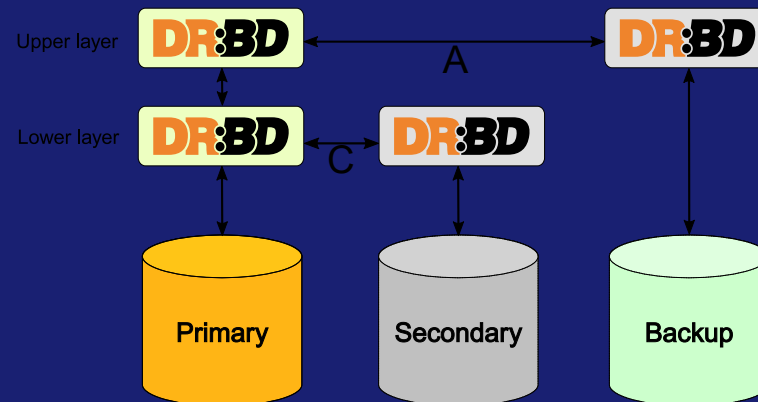 Upper layer
DR:BD
DR:BD
A
Lower layer
DR:BD
DR:BD
C
Primary
Secondary
Backup